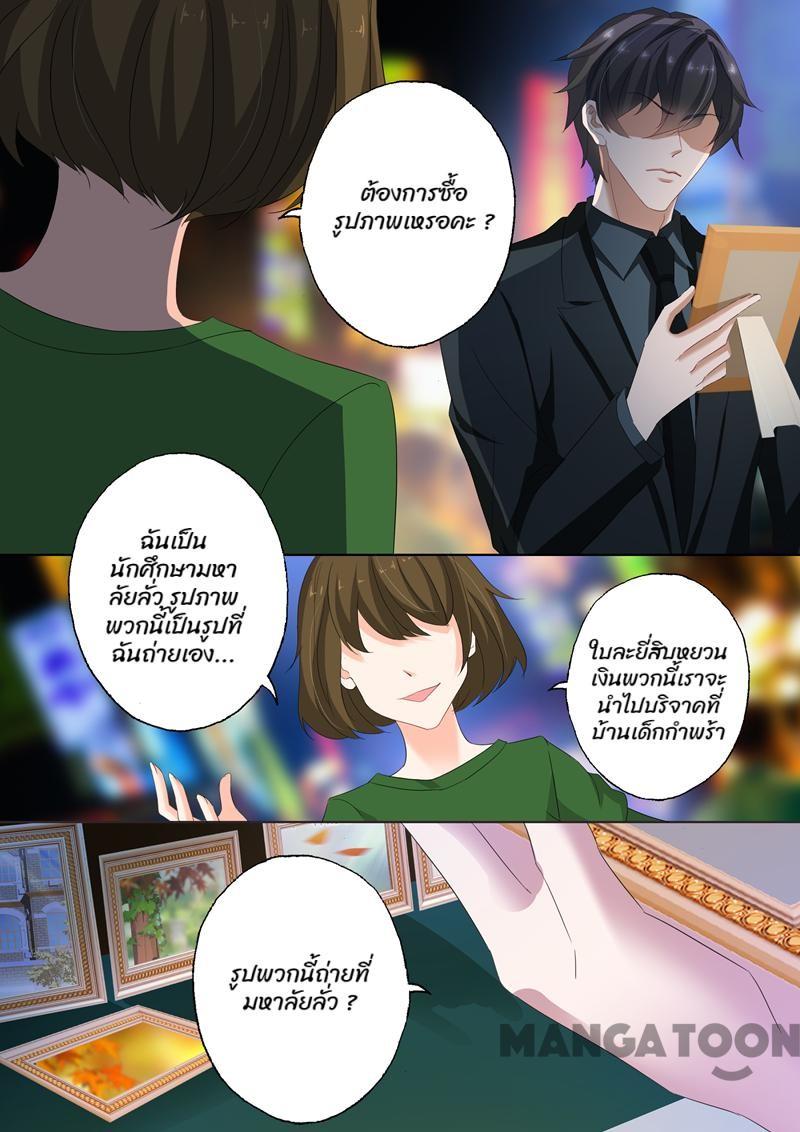 ต้องการซื้อ
รูปภาพเหรอคะ ?
ฉันเป็น
นักศึกษามหา
ลัยลั่ว รูปภาพ
พวกนี้เป็นรูปที่
ฉันถ่ายเอง...
ใบละยี่สิบหยวน
เงินพวกนี้เราจะ
นำไปบริจาคที่
บ้านเด็กกำพร้า
รูปพวกนี้ถ่ายที่
มหาลัยลั่ว ?
MANGATOON